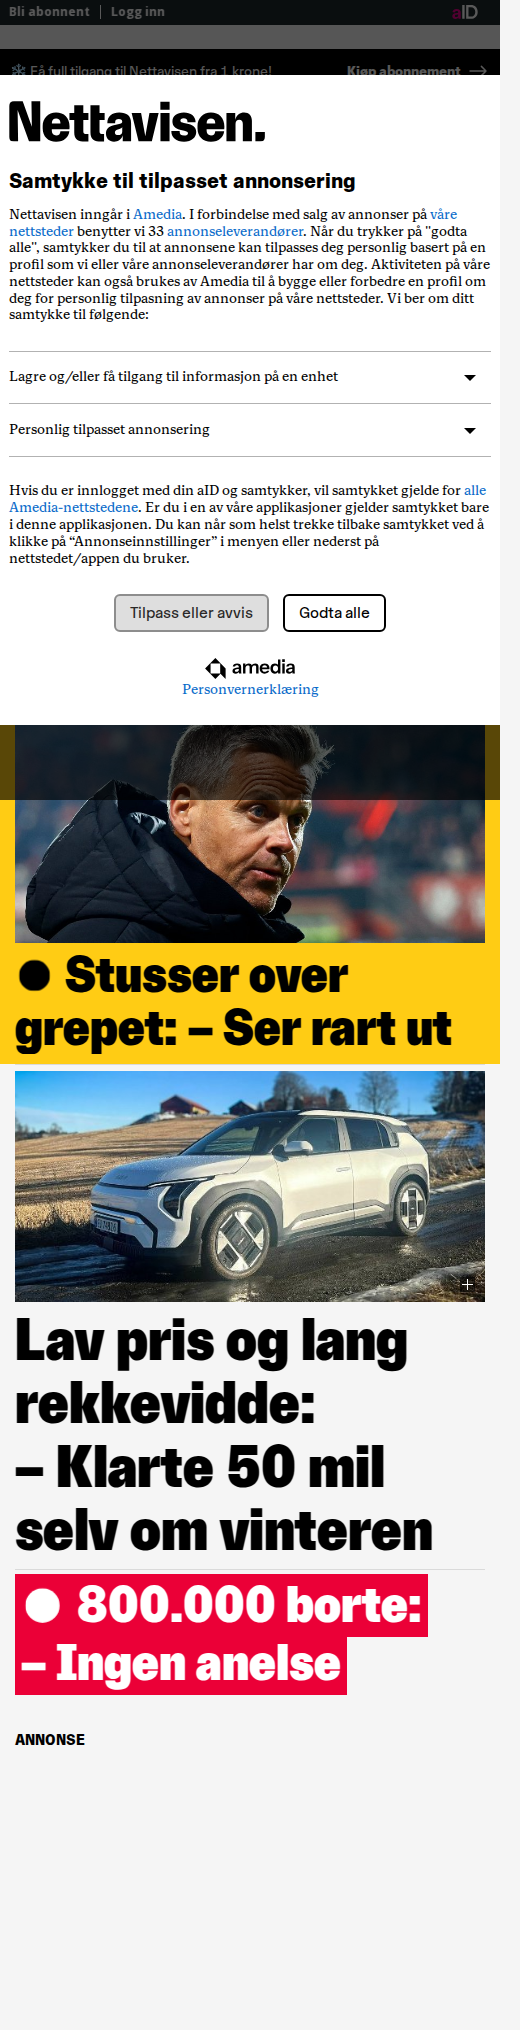 Bli abonnent
Logg inn
aID
Få full tilgang til Nettavisen fra 1 krone!
Kjøp abonnement
Nettavisen.
Samtykke til tilpasset annonsering
Nettavisen inngår i Amedia. I forbindelse med salg av annonser på våre
nettsteder benytter vi 33 annonseleverandører. Når du trykker på "godta
alle", samtykker du til at annonsene kan tilpasses deg personlig basert på en
profil som vi eller våre annonseleverandører har om deg. Aktiviteten på våre
nettsteder kan også brukes av Amedia til å bygge eller forbedre en profil om
deg for personlig tilpasning av annonser på våre nettsteder. Vi ber om ditt
samtykke til følgende:
Lagre og/eller få tilgang til informasjon på en enhet
Personlig tilpasset annonsering
Hvis du er innlogget med din aID og samtykker, vil samtykket gjelde for alle
Amedia-nettstedene. Er du i en av våre applikasjoner gjelder samtykket bare
i denne applikasjonen. Du kan når som helst trekke tilbake samtykket ved å
klikke på “Annonseinnstillinger” i menyen eller nederst på
nettstedet/appen du bruker.
Tilpass eller avvis
Godta alle
amedia
Personvernerklæring
Stusser over
grepet: – Ser rart ut
Lav pris og lang
rekkevidde:
– Klarte 50 mil
selv om vinteren
800.000 borte:
– Ingen anelse
ANNONSE